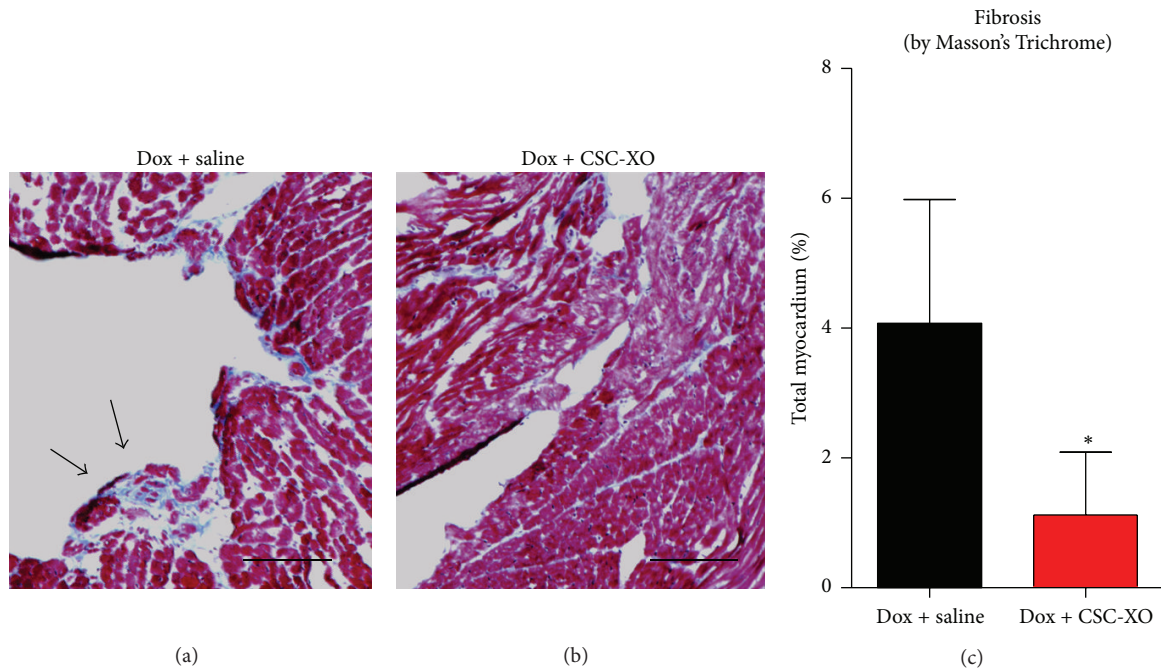 Dox + saline
Dox + CSC-XO
(a)
(b)
Fibrosis
(by Masson's Trichrome)
Total myocardium (%)
8
6
4
2
0
*
Dox + saline
Dox + CSC-XO
(c)